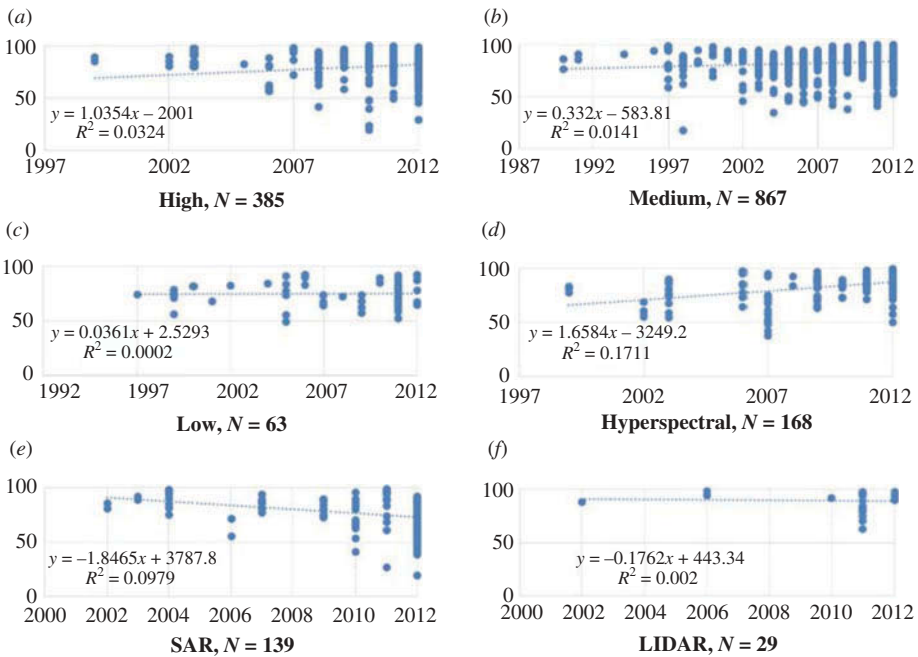 (a)
100
50
0
y = 1.0354x – 2001
R² = 0.0324
1997 2002 2007 2012
High, N = 385
(b)
100
50
0
y = 0.332x – 583.81
R² = 0.0141
1987 1992 1997 2002 2007 2012
Medium, N = 867
(c)
100
50
0
y = 0.0361x + 2.5293
R² = 0.0002
1992 1997 2002 2007 2012
Low, N = 63
(d)
100
50
0
y = 1.6584x – 3249.2
R² = 0.1711
1997 2002 2007 2012
Hyperspectral, N = 168
(e)
100
50
0
y = –1.8465x + 3787.8
R² = 0.0979
2000 2002 2004 2006 2008 2010 2012
SAR, N = 139
(f)
100
50
0
y = –0.1762x + 443.34
R² = 0.002
2000 2002 2004 2006 2008 2010 2012
LIDAR, N = 29